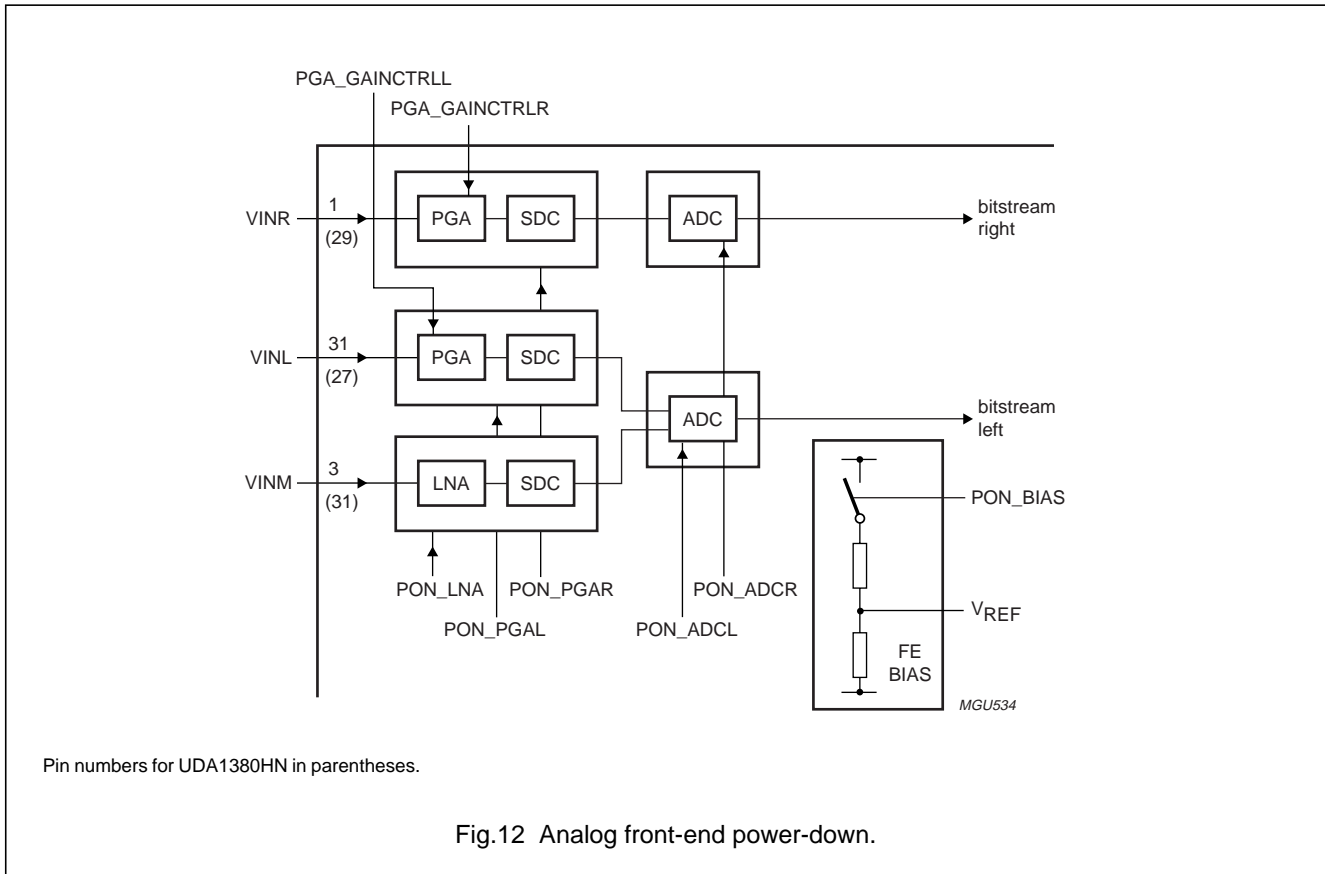 PGA_GAINCTRLL
PGA_GAINCTRLR
VINR
1
(29)
PGA
SDC
ADC
bitstream
right
VINL
31
(27)
PGA
SDC
ADC
bitstream
left
VINM
3
(31)
LNA
SDC
PON_BIAS
PON_LNA
PON_PGAR
PON_ADCR
PON_PGAL
PON_ADCL
VREF
FE
BIAS
MGU534
Pin numbers for UDA1380HN in parentheses.
Fig.12 Analog front-end power-down.